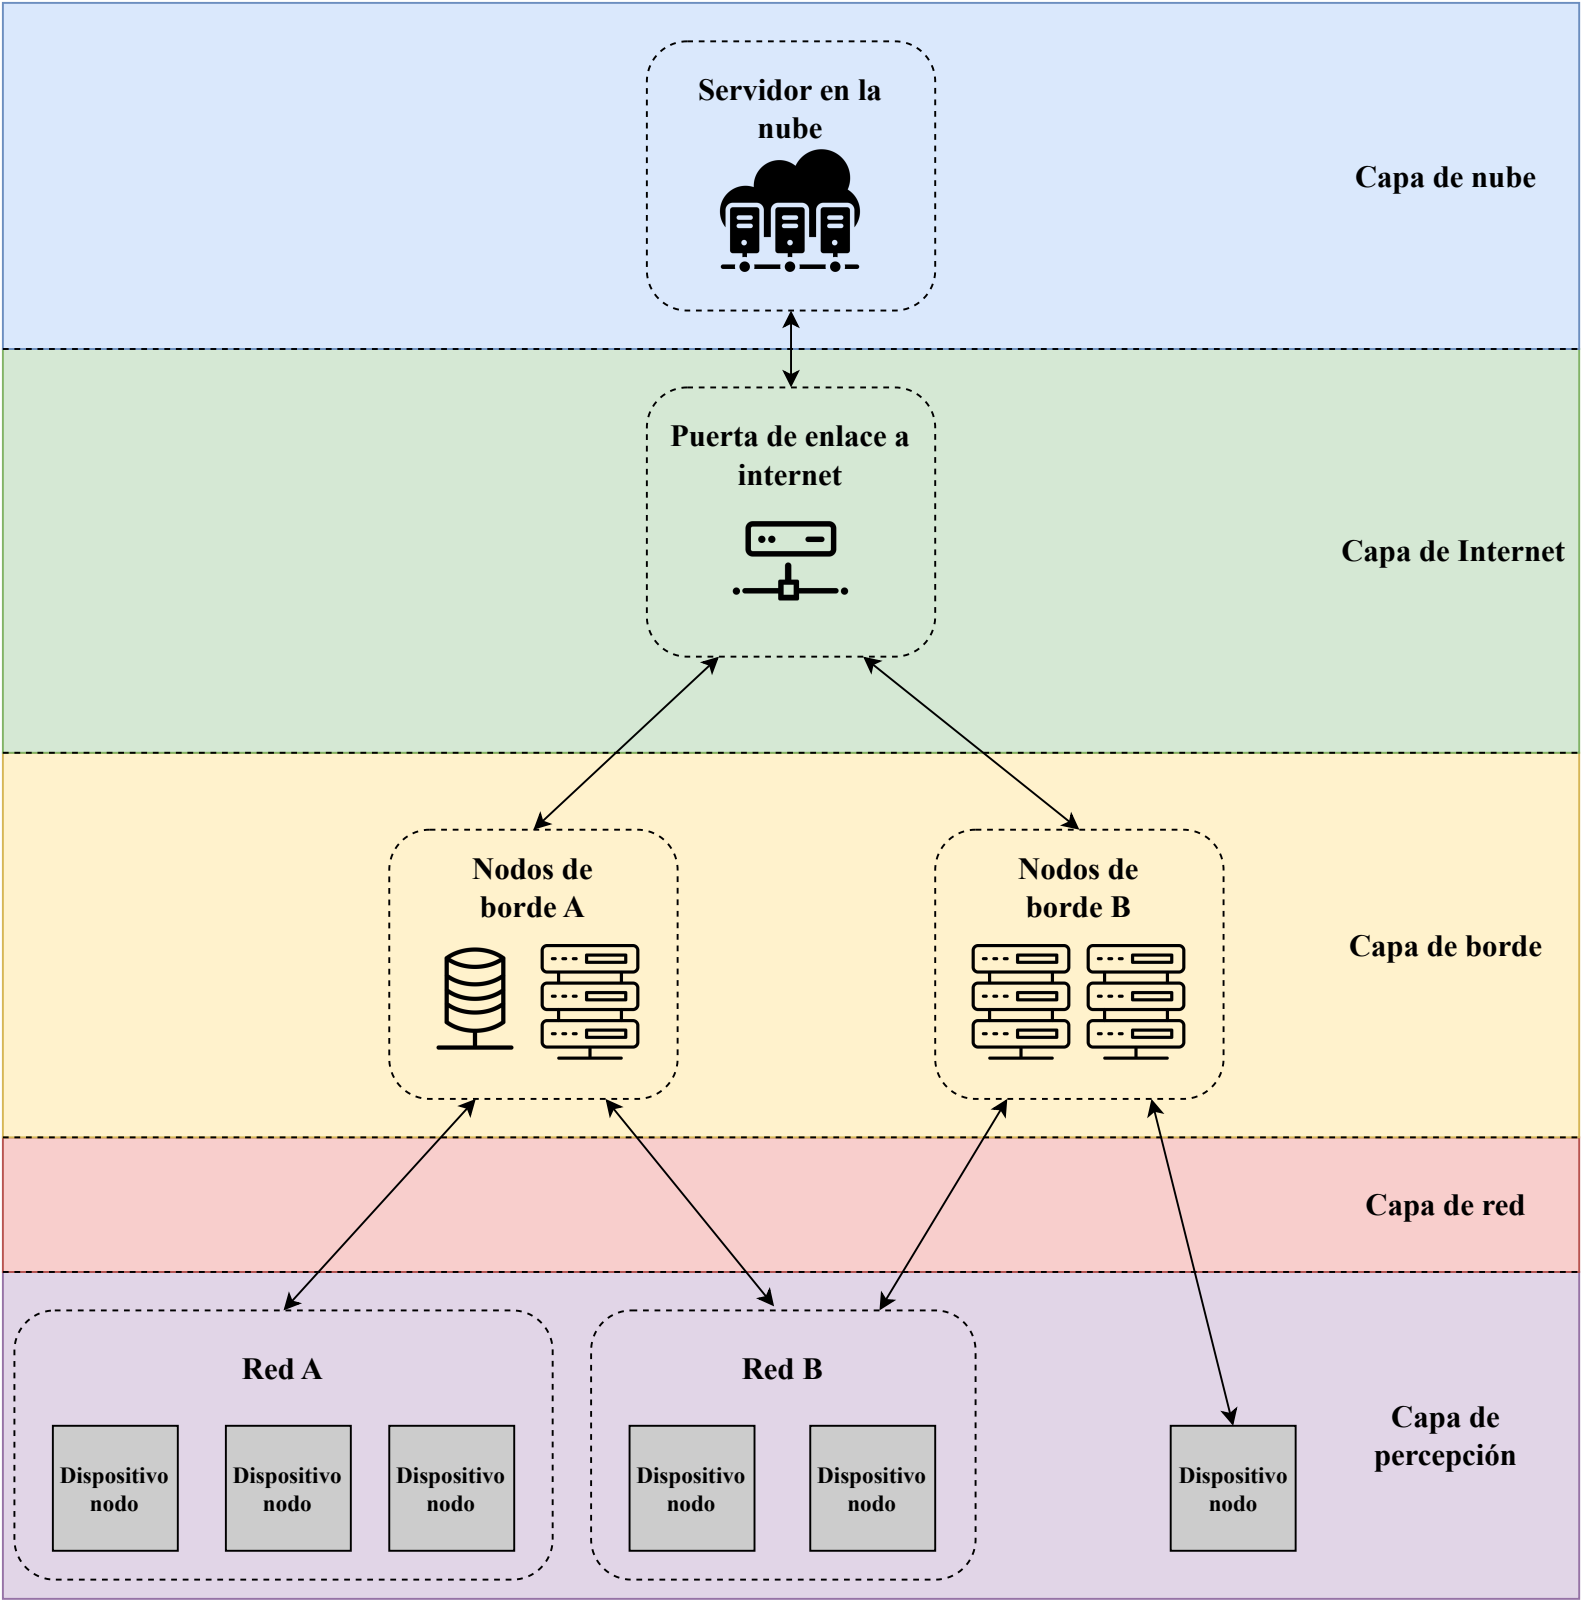 Servidor en la
nube
Capa de nube
Puerta de enlace a
internet
Capa de Internet
Nodos de
borde A
Nodos de
borde B
Capa de borde
Capa de red
Red A
Red B
Capa de
percepción
Dispositivo
nodo
Dispositivo
nodo
Dispositivo
nodo
Dispositivo
nodo
Dispositivo
nodo
Dispositivo
nodo